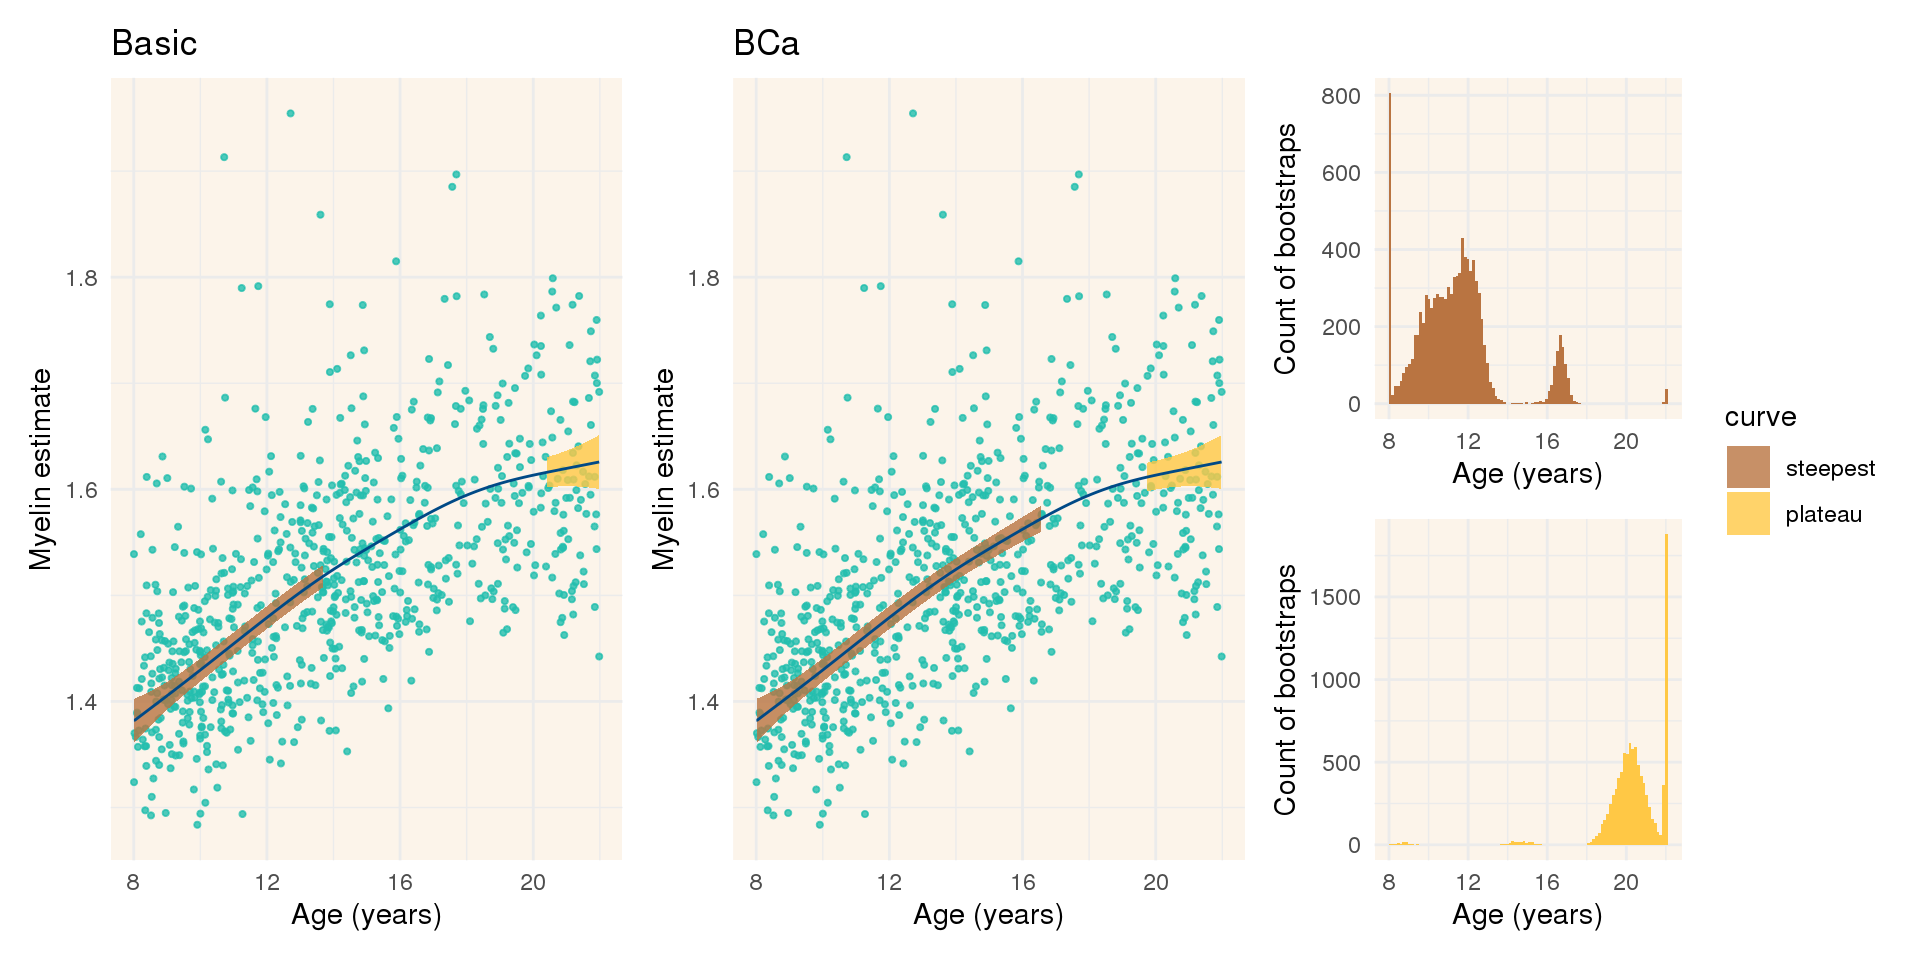 Basic
Myelin estimate
1.8
1.6
1.4
8 12 16 20
Age (years)
BCa
Myelin estimate
1.8
1.6
1.4
8 12 16 20
Age (years)
Count of bootstraps
800
600
400
200
0
8 12 16 20
Age (years)
Count of bootstraps
1500
1000
500
0
8 12 16 20
Age (years)
curve
steepest
plateau